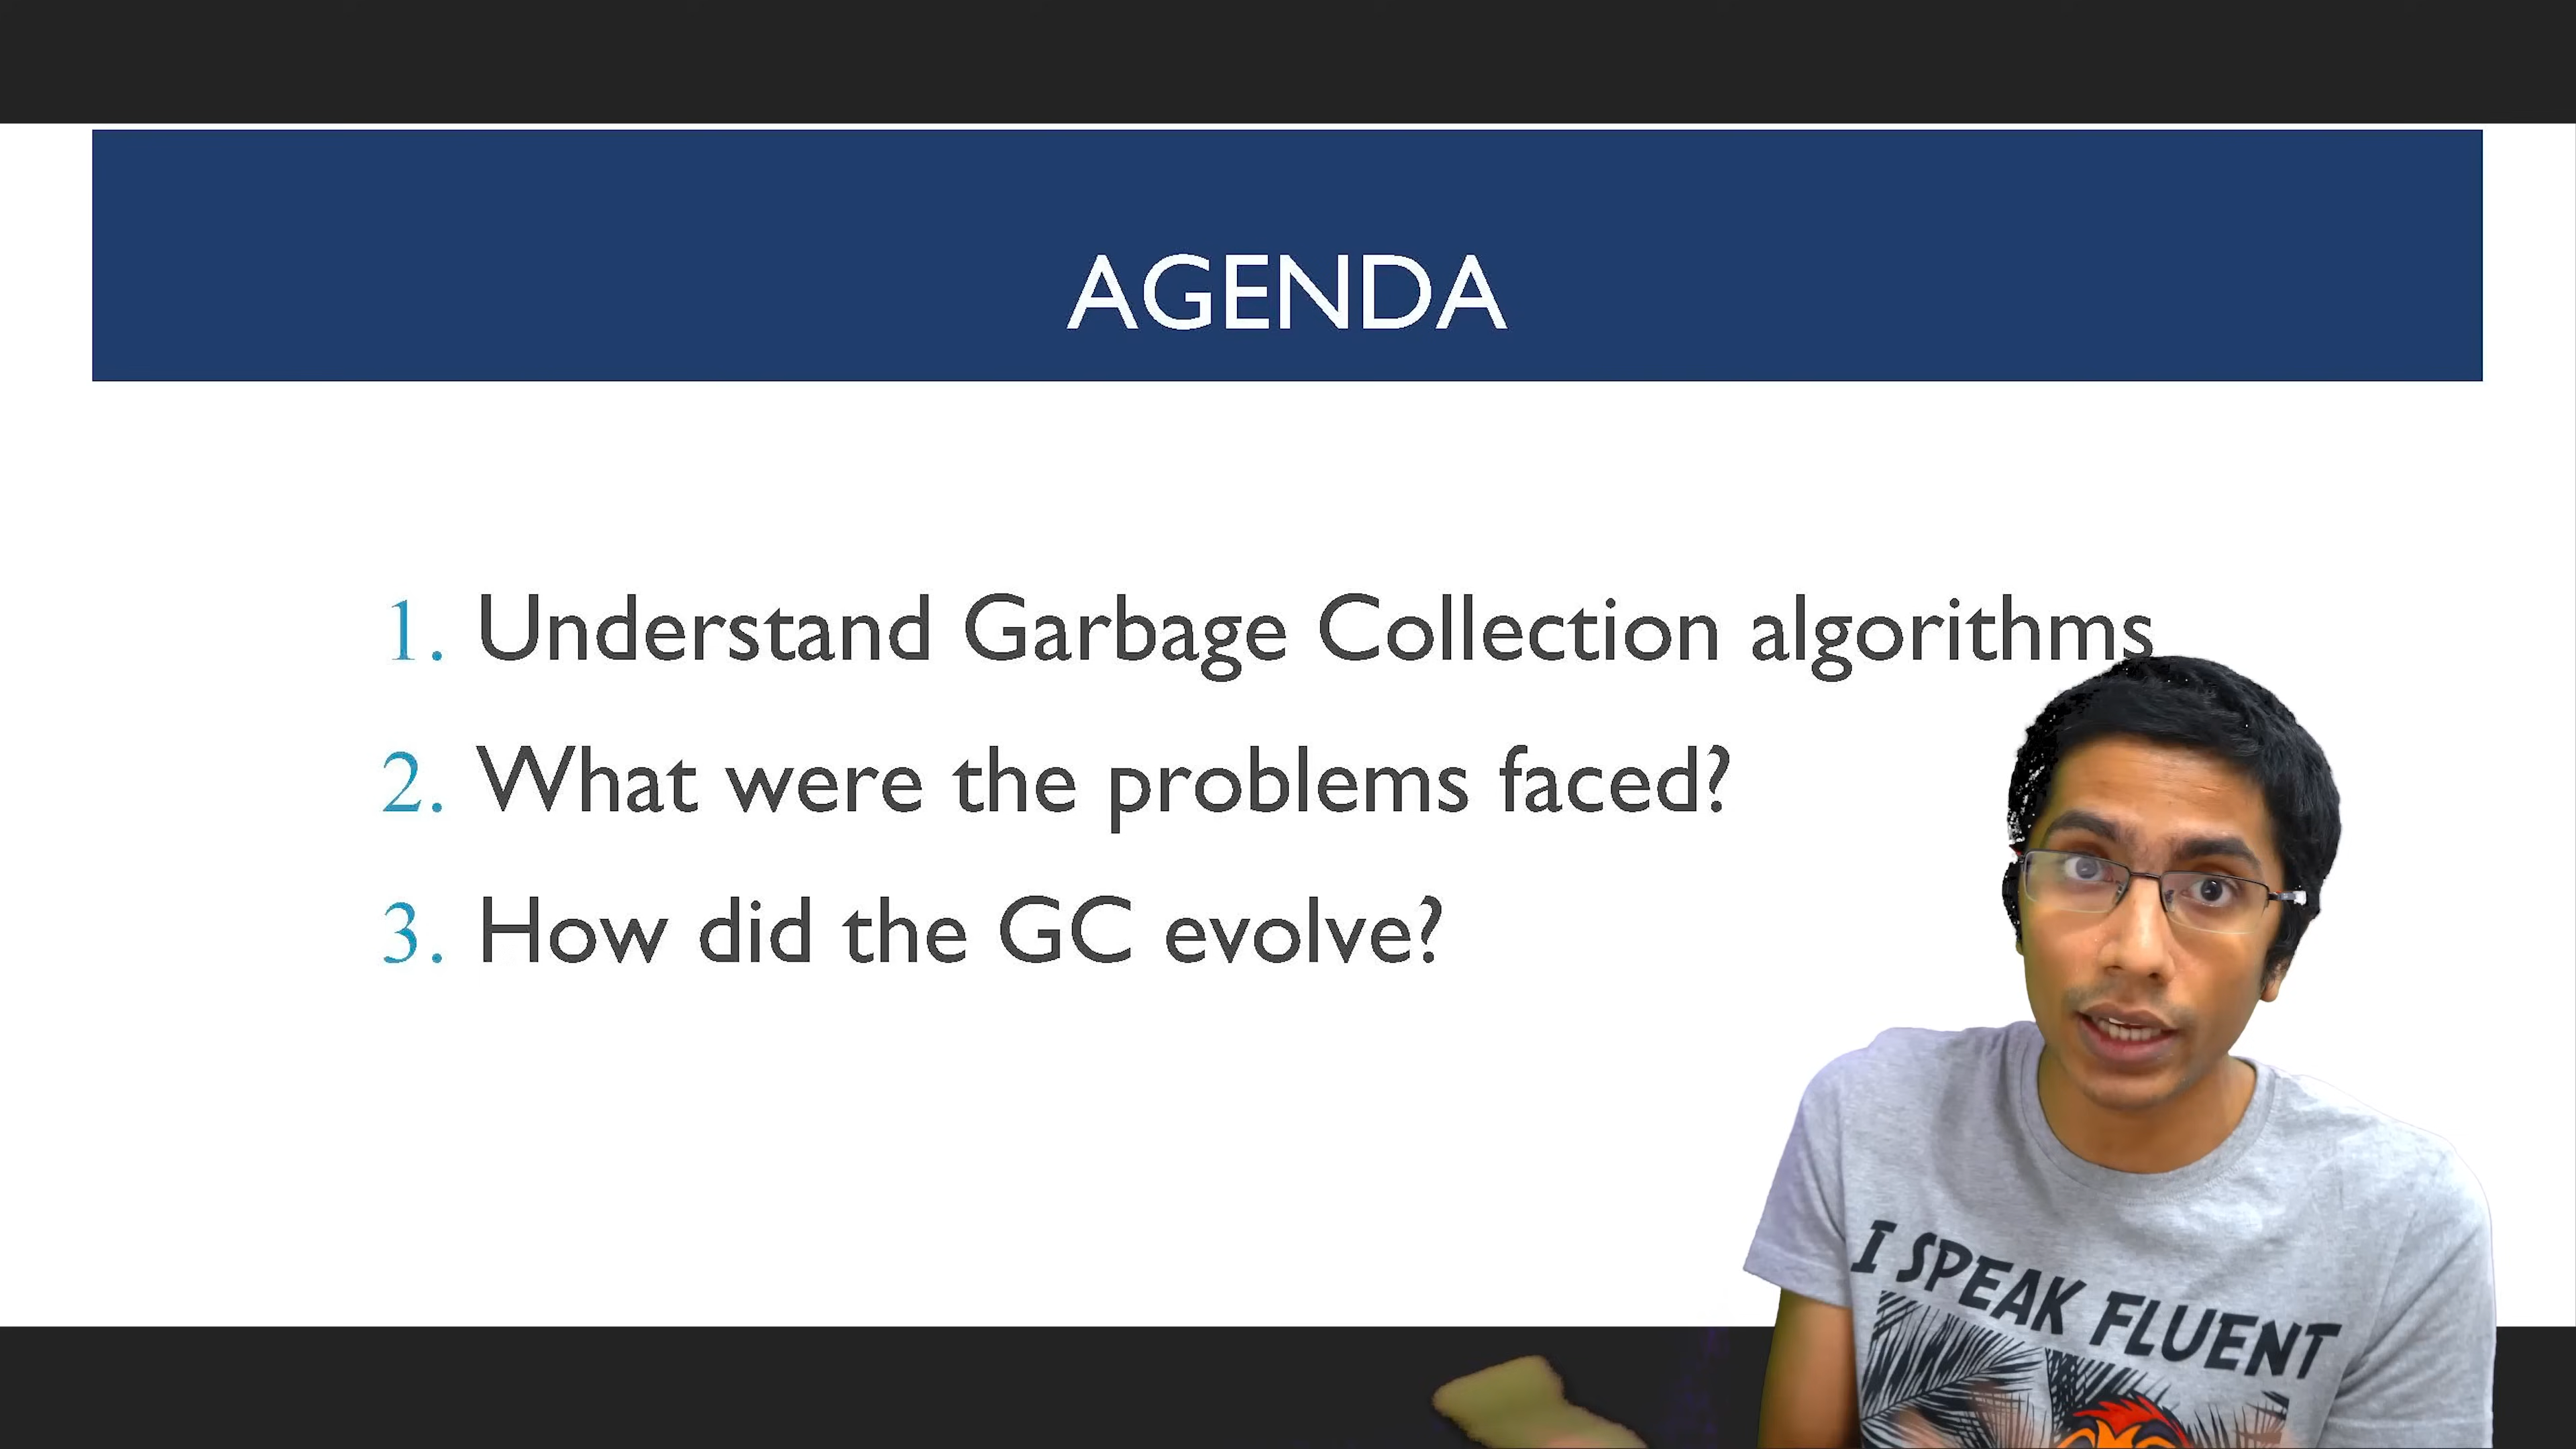 AGENDA
1. Understand Garbage Collection algorithms
2. What were the problems faced?
3. How did the GC evolve?
I SPEAK FLUENT